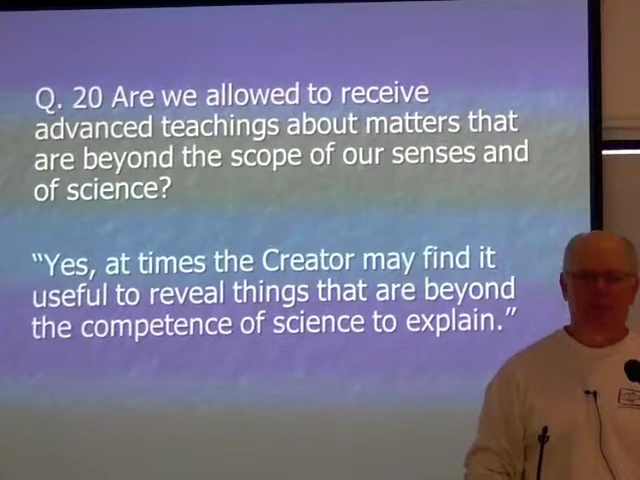 Q. 20 Are we allowed to receive
advanced teachings about matters that
are beyond the scope of our senses and
of science?
“Yes, at times the Creator may find it
useful to reveal things that are beyond
the competence of science to explain.”